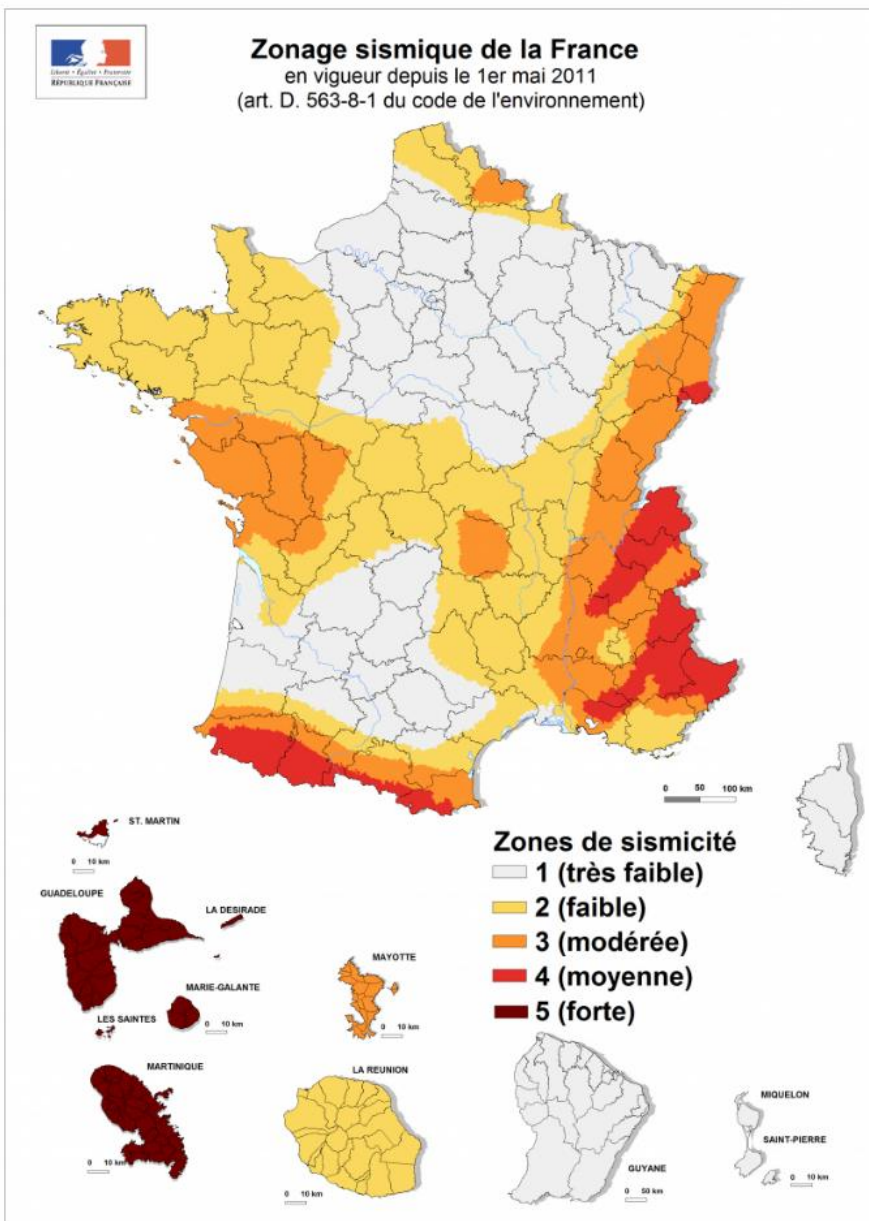 Liberté • Égalité • Fraternité
RÉPUBLIQUE FRANÇAISE
Zonage sismique de la France
en vigueur depuis le 1er mai 2011
(art. D. 563-8-1 du code de l'environnement)
0 50 100 km
ST. MARTIN
0 10 km
GUADELOUPE
LA DESIRADE
MARIE-GALANTE
LES SAINTES
0 10 km
MAYOTTE
0 10 km
Zones de sismicité
1 (très faible)
2 (faible)
3 (modérée)
4 (moyenne)
5 (forte)
MARTINIQUE
0 10 km
LA REUNION
0 10 km
GUYANE
0 50 km
MIQUELON
SAINT-PIERRE
0 10 km